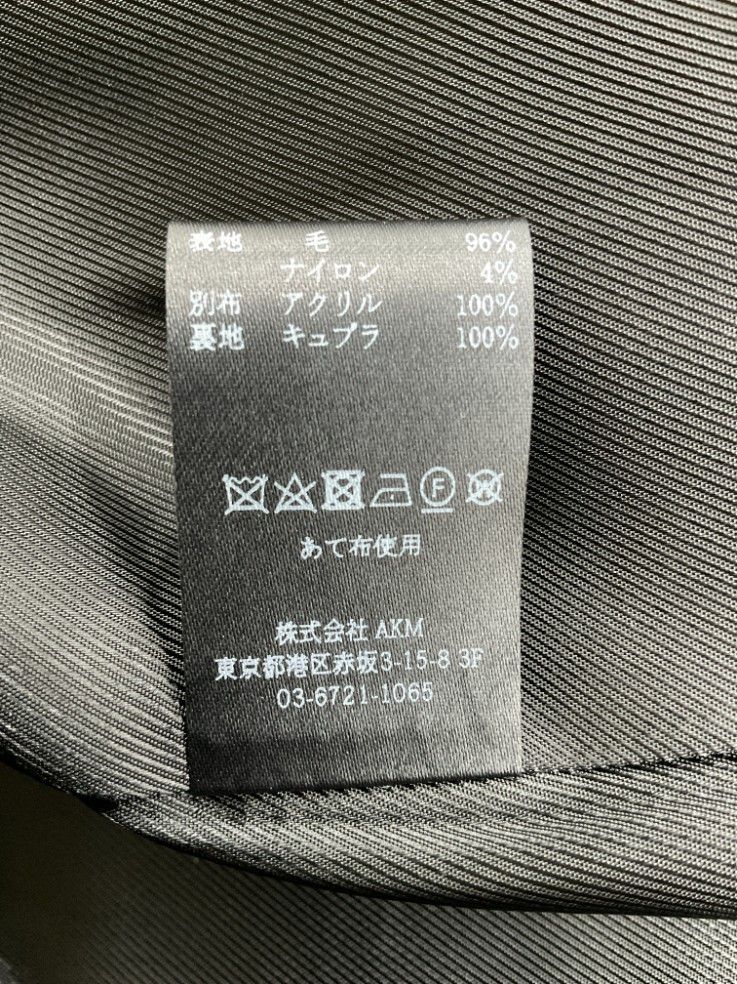 表地 毛 96%
ナイロン 4%
別布 アクリル 100%
裏地 キュプラ 100%
F W
あて布使用
株式会社 AKM
東京都港区赤坂3-15-8 3F
03-6721-1065